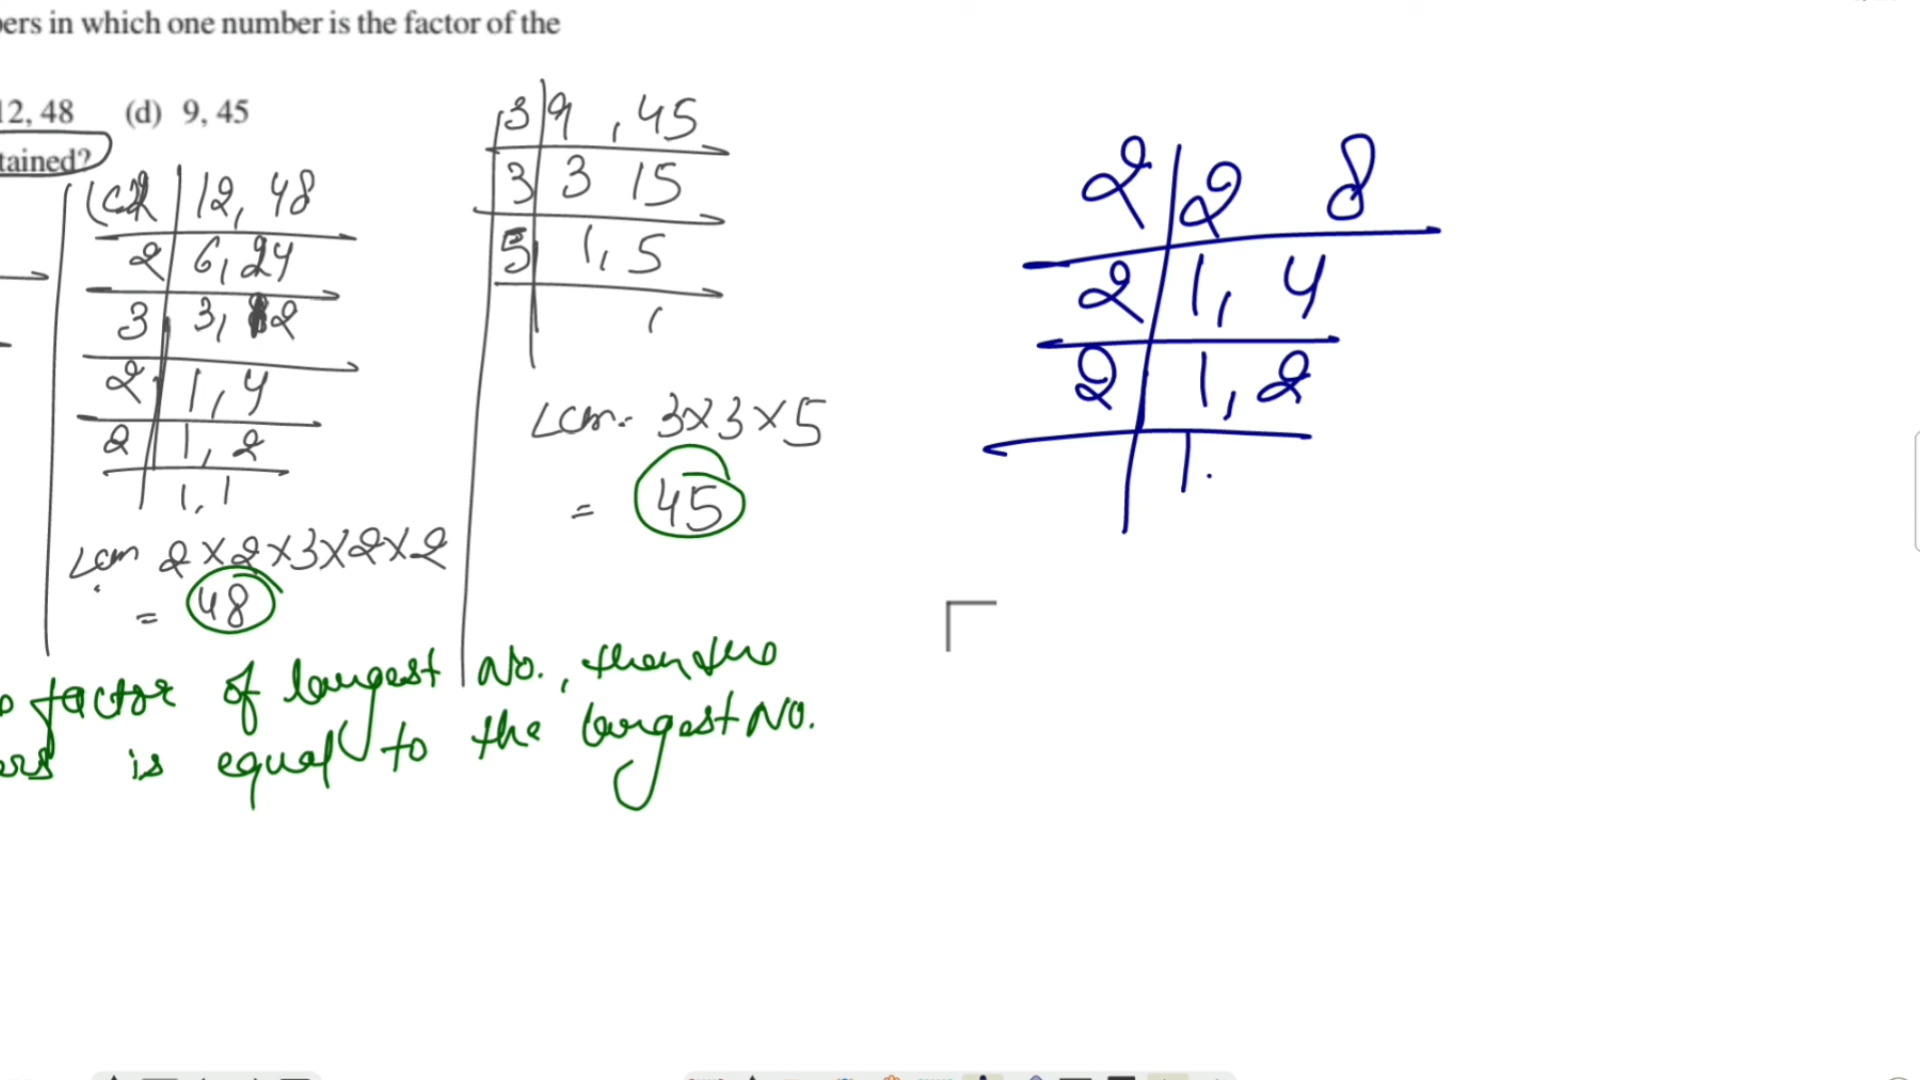 ers in which one number is the factor of the
12, 48 (d) 9, 45
tained?
(c) 2 | 12, 48
2 | 6, 24
3 | 3, 12
2 | 1, 4
2 | 1, 2
1, 1
Lcm 2 × 2 × 3 × 2 × 2
= 48
3 | 9, 45
3 | 3 15
5 | 1, 5
Lcm = 3 × 3 × 5
= 45
factor of largest No., then the
is equal to the largest No.
2 | 2 8
2 | 1, 4
2 | 1, 2
1.